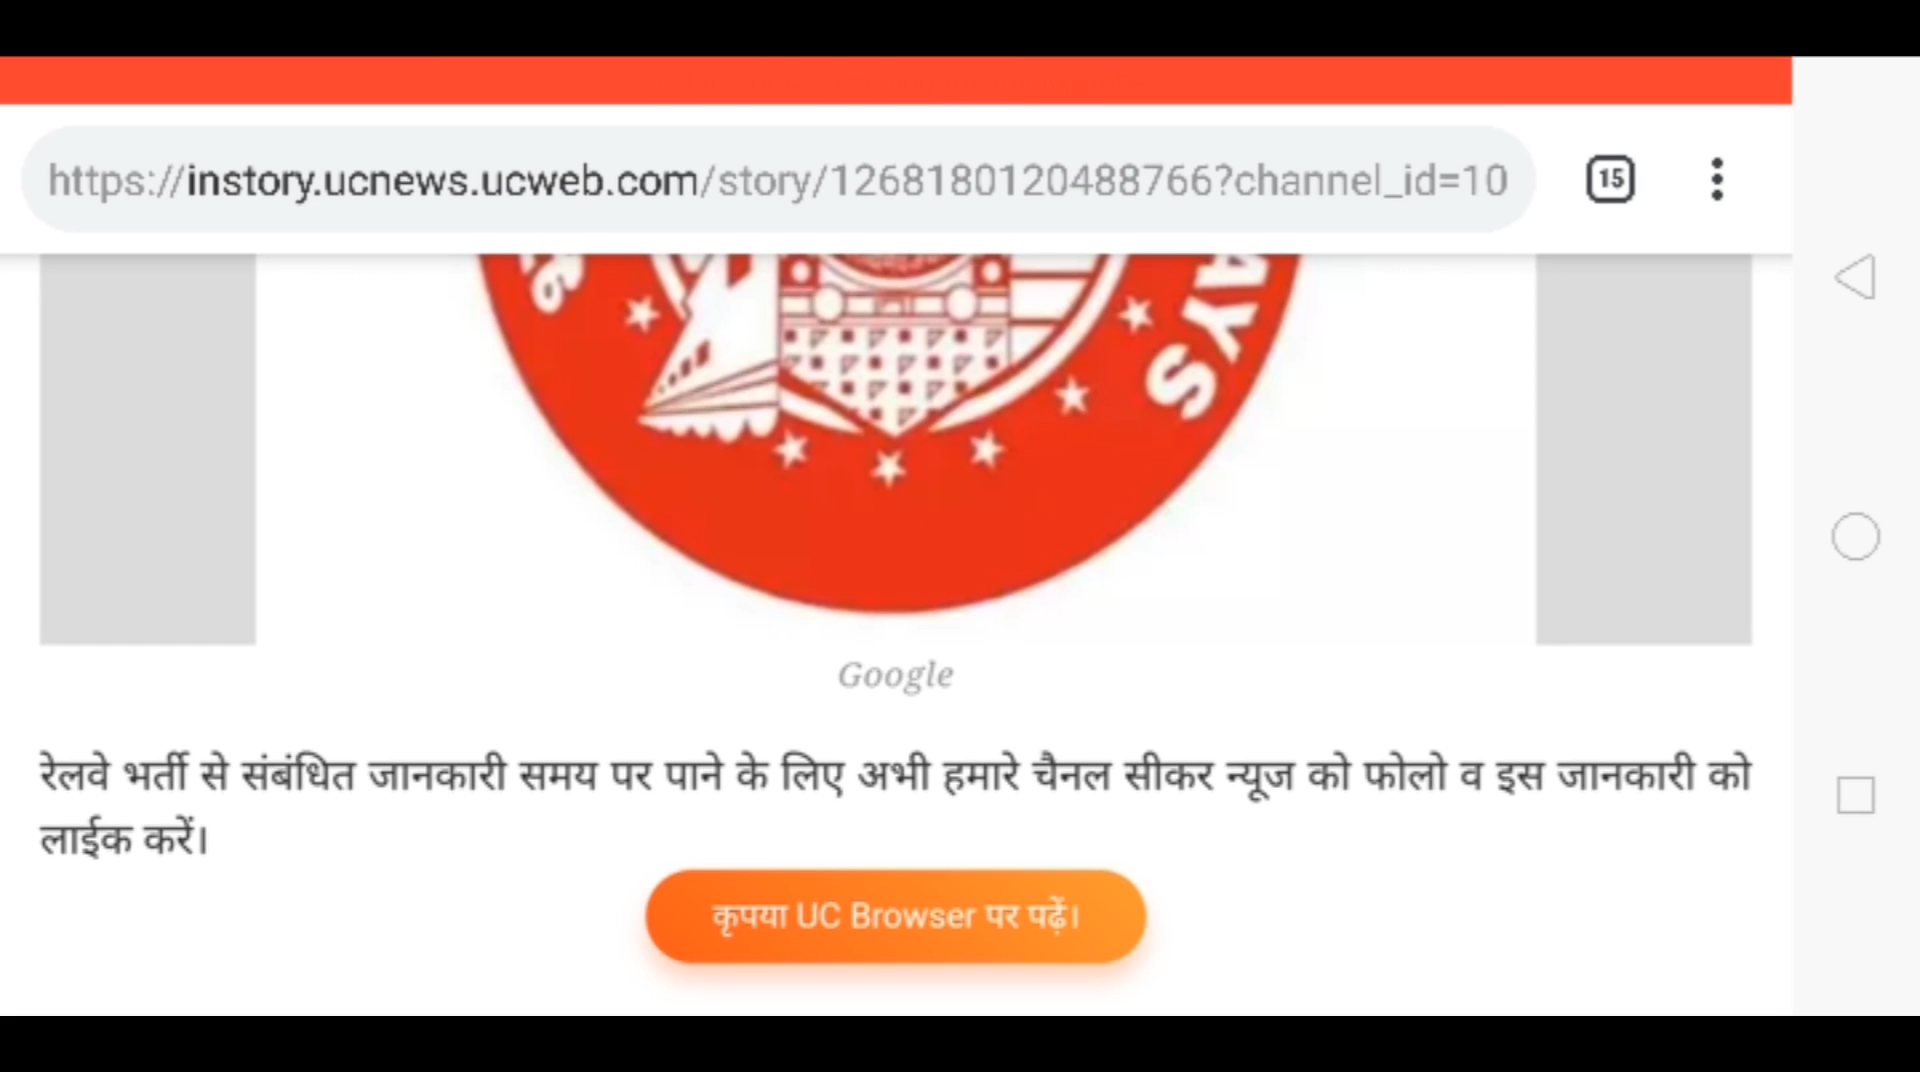 https://instory.ucnews.ucweb.com/story/1268180120488766?channel_id=10
15
AYS
Google
रेलवे भर्ती से संबंधित जानकारी समय पर पाने के लिए अभी हमारे चैनल सीकर न्यूज को फोलो व इस जानकारी को
लाईक करें।
कृपया UC Browser पर पढ़ें।